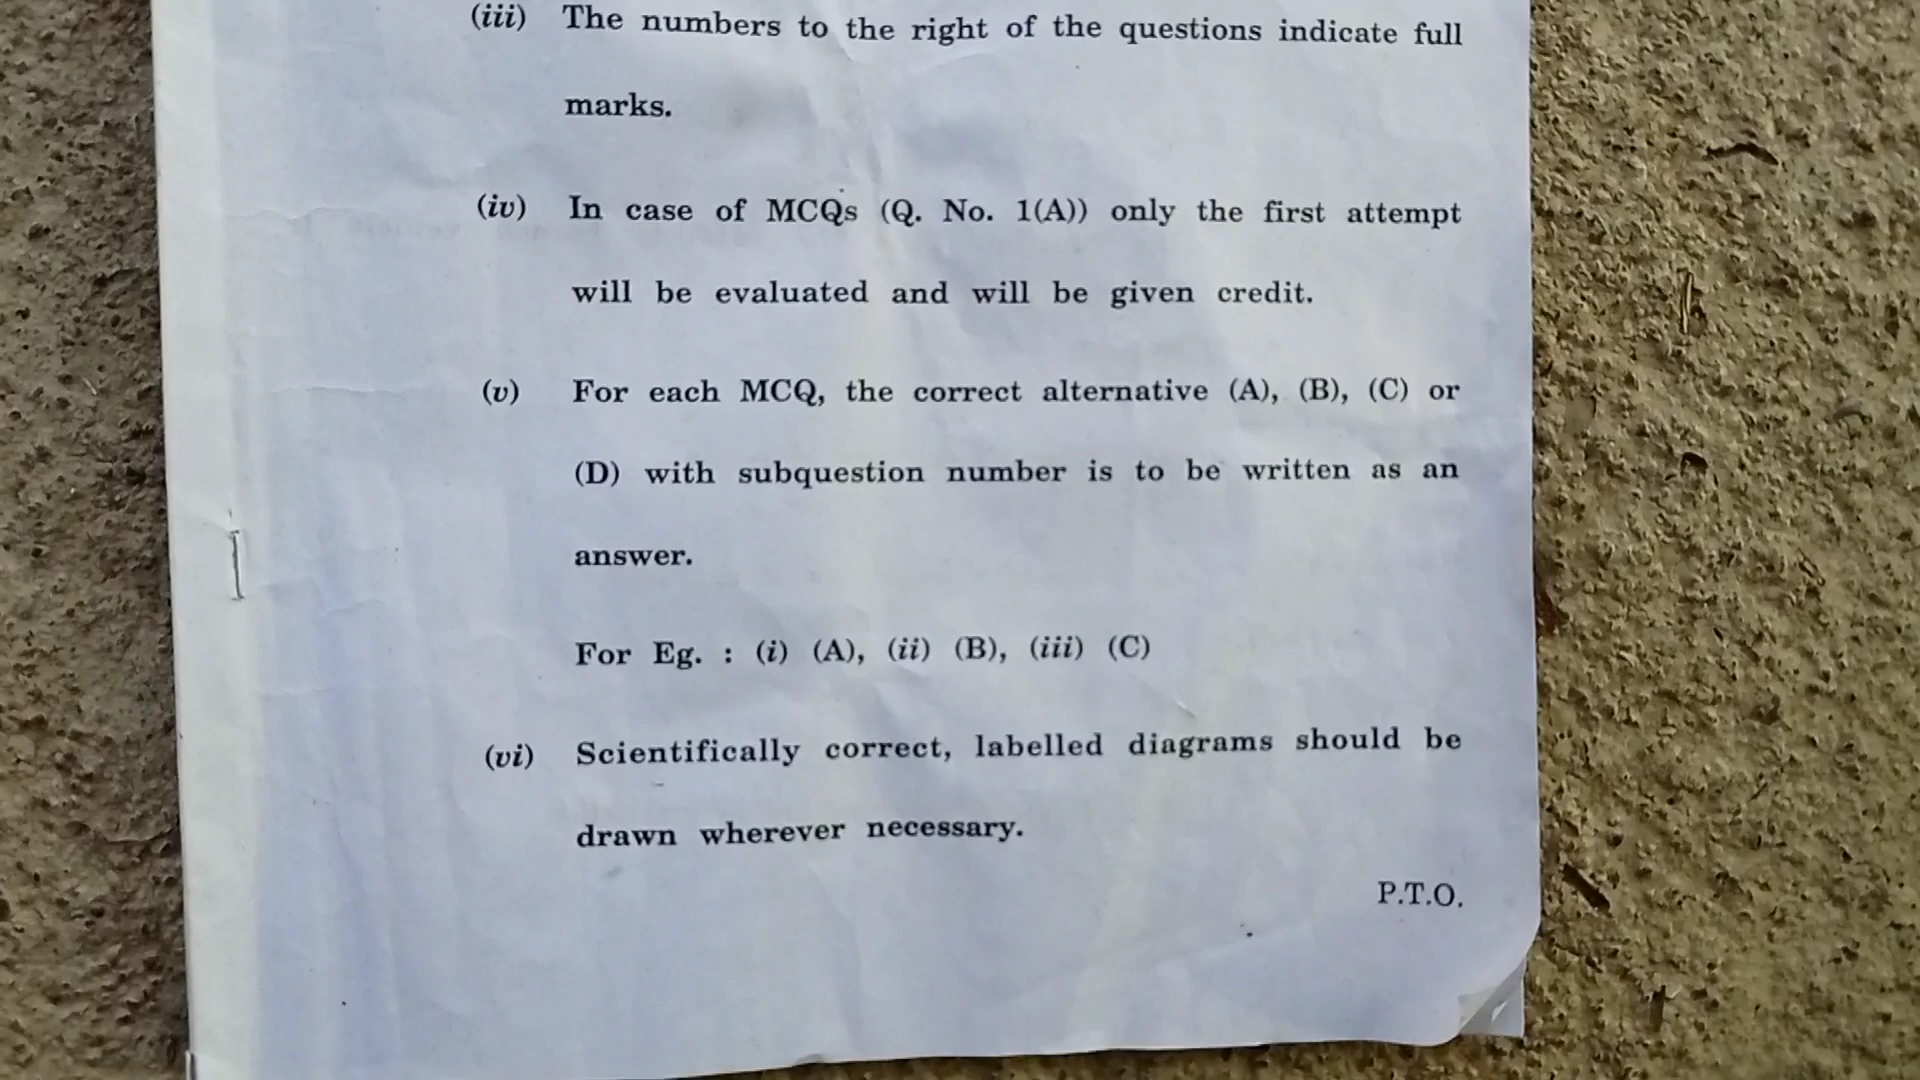 (iii) The numbers to the right of the questions indicate full
marks.
(iv) In case of MCQs (Q. No. 1(A)) only the first attempt
will be evaluated and will be given credit.
(v) For each MCQ, the correct alternative (A), (B), (C) or
(D) with subquestion number is to be written as an
answer.
For Eg. : (i) (A), (ii) (B), (iii) (C)
(vi) Scientifically correct, labelled diagrams should be
drawn wherever necessary.
P.T.O.